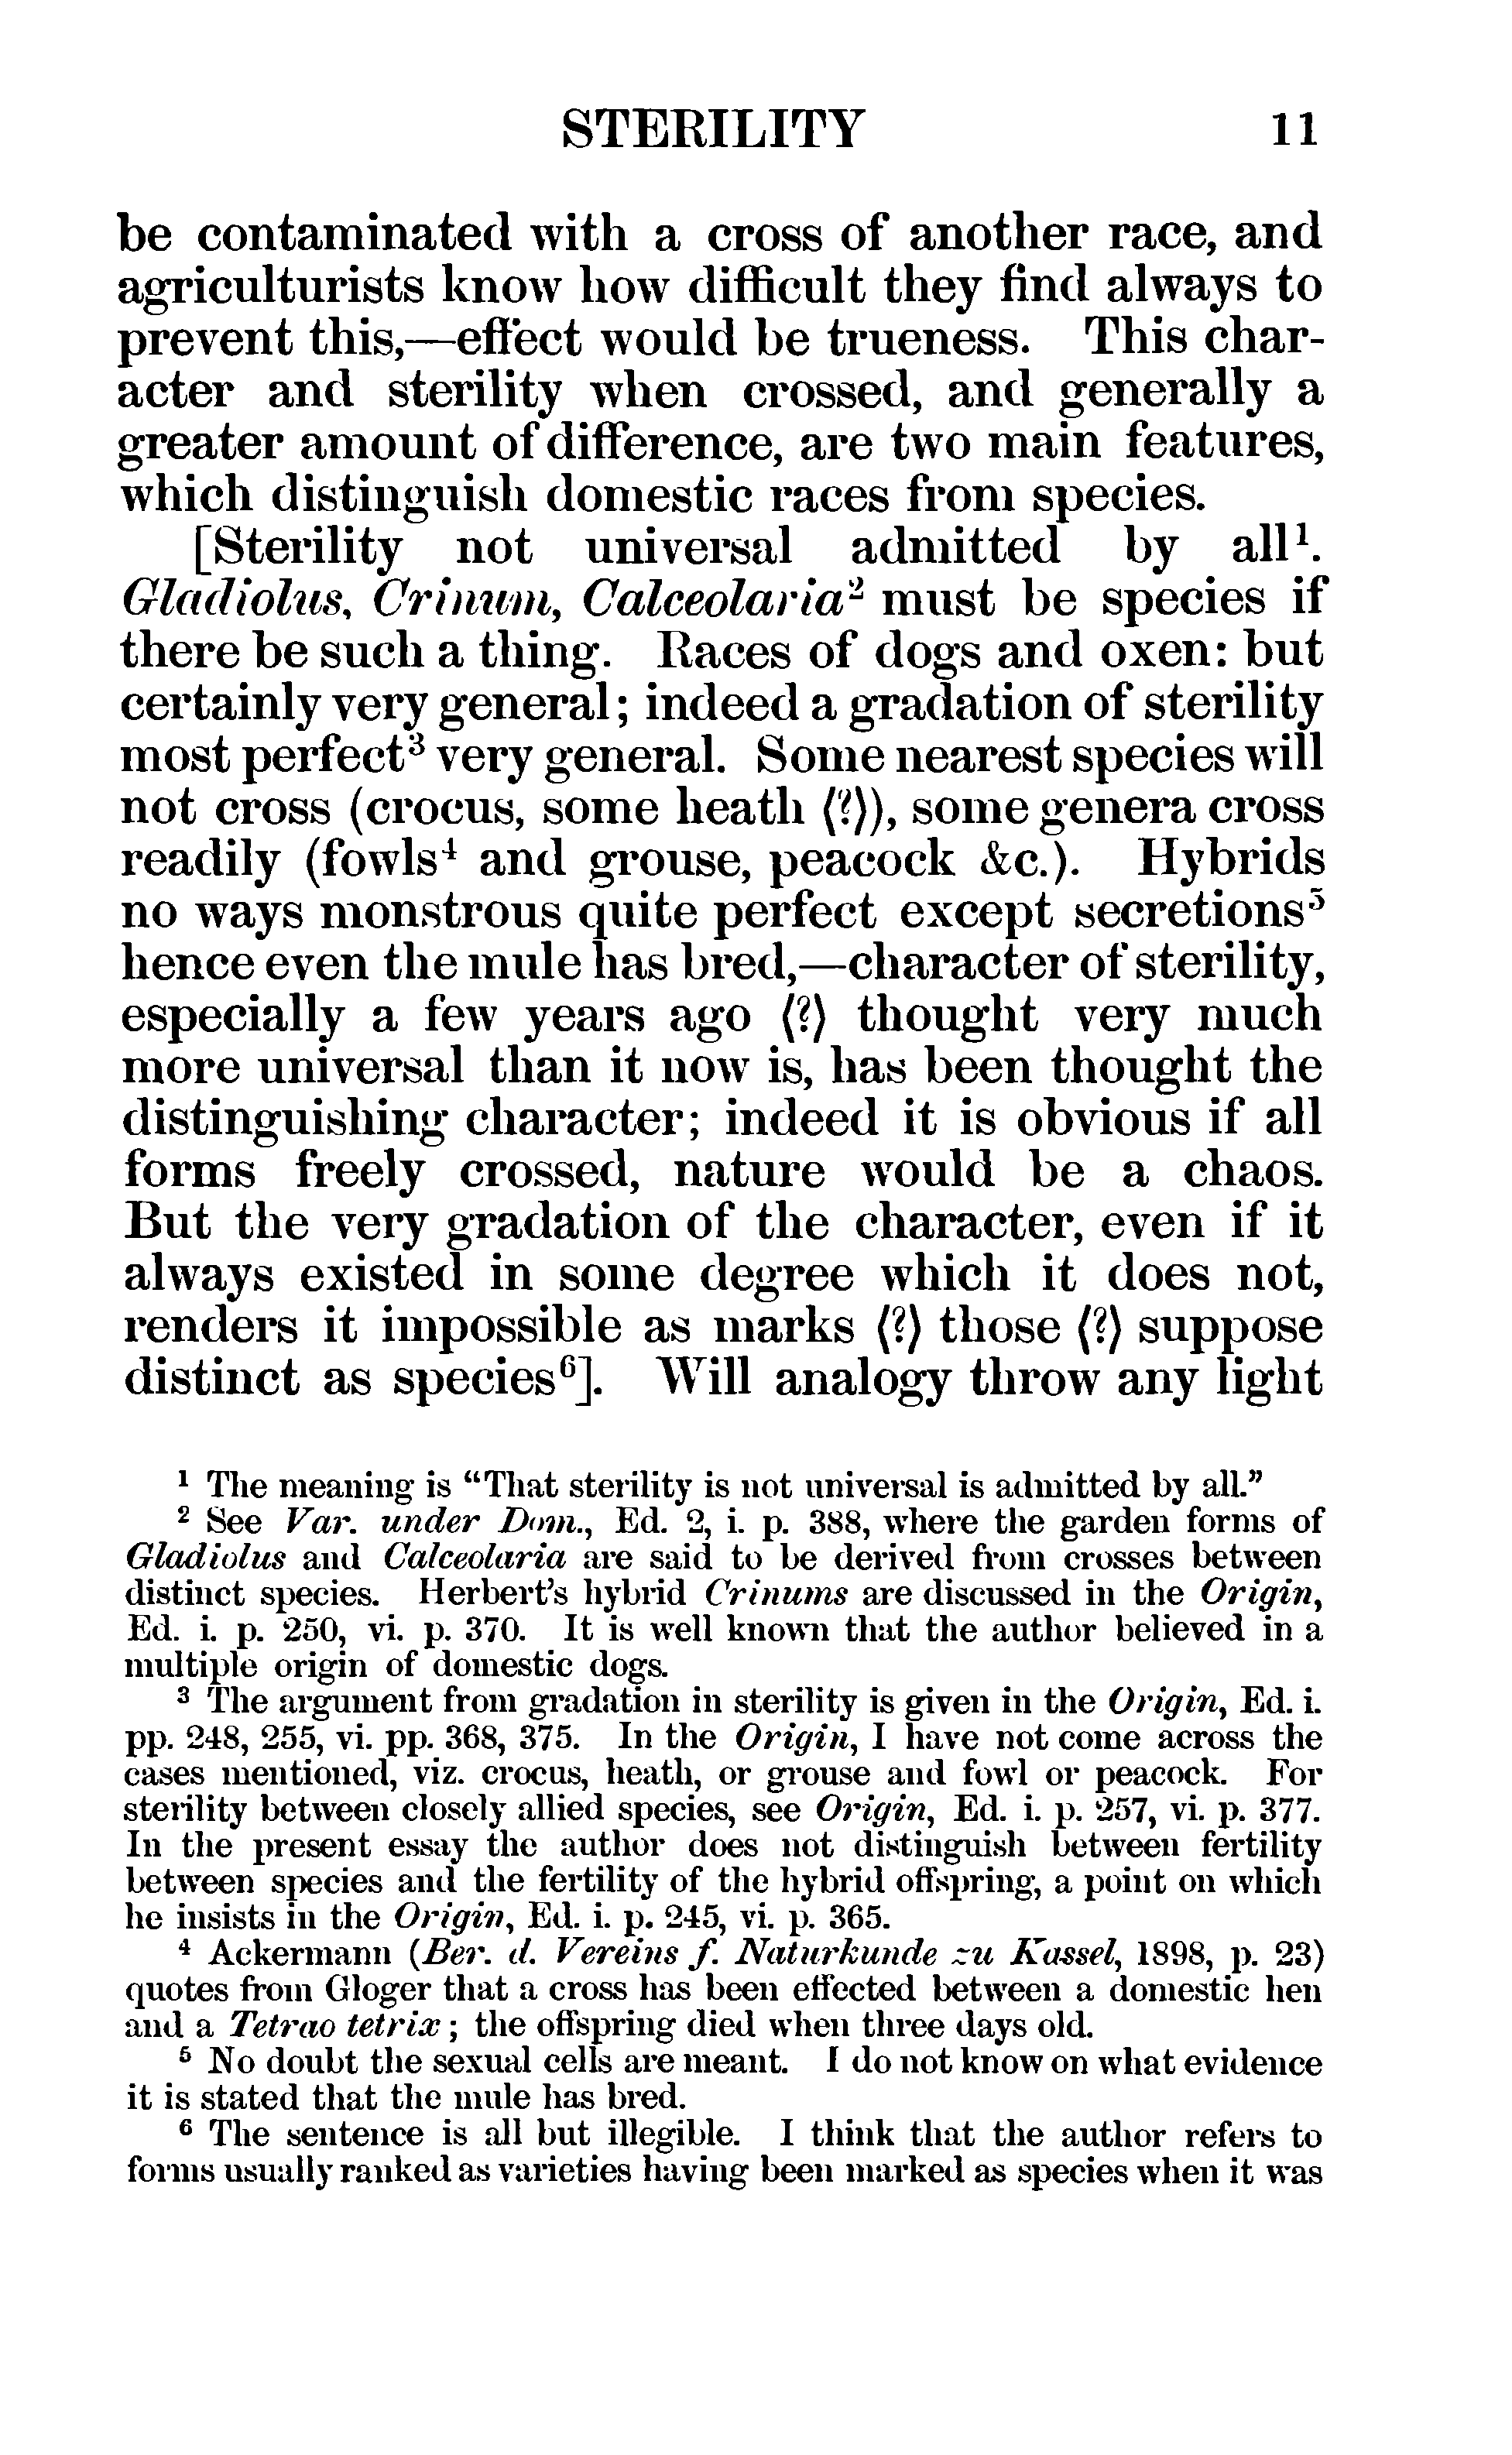 STERILITY 11
be contaminated with a cross of another race, and
agriculturists know how difficult they find always to
prevent this,—effect would be trueness. This char-
acter and sterility when crossed, and generally a
greater amount of difference, are two main features,
which distinguish domestic races from species.
[Sterility not universal admitted by all¹.
Gladiolus, Crinum, Calceolaria² must be species if
there be such a thing. Races of dogs and oxen: but
certainly very general; indeed a gradation of sterility
most perfect³ very general. Some nearest species will
not cross (crocus, some heath ⟨?⟩), some genera cross
readily (fowls⁴ and grouse, peacock &c.). Hybrids
no ways monstrous quite perfect except secretions⁵
hence even the mule has bred,—character of sterility,
especially a few years ago ⟨?⟩ thought very much
more universal than it now is, has been thought the
distinguishing character; indeed it is obvious if all
forms freely crossed, nature would be a chaos.
But the very gradation of the character, even if it
always existed in some degree which it does not,
renders it impossible as marks ⟨?⟩ those ⟨?⟩ suppose
distinct as species⁶]. Will analogy throw any light
¹ The meaning is “That sterility is not universal is admitted by all.”
² See Var. under Dom., Ed. 2, i. p. 388, where the garden forms of
Gladiolus and Calceolaria are said to be derived from crosses between
distinct species. Herbert’s hybrid Crinums are discussed in the Origin,
Ed. i. p. 250, vi. p. 370. It is well known that the author believed in a
multiple origin of domestic dogs.
³ The argument from gradation in sterility is given in the Origin, Ed. i.
pp. 248, 255, vi. pp. 368, 375. In the Origin, I have not come across the
cases mentioned, viz. crocus, heath, or grouse and fowl or peacock. For
sterility between closely allied species, see Origin, Ed. i. p. 257, vi. p. 377.
In the present essay the author does not distinguish between fertility
between species and the fertility of the hybrid offspring, a point on which
he insists in the Origin, Ed. i. p. 245, vi. p. 365.
⁴ Ackermann (Ber. d. Vereins f. Naturkunde zu Kassel, 1898, p. 23)
quotes from Gloger that a cross has been effected between a domestic hen
and a Tetrao tetrix; the offspring died when three days old.
⁵ No doubt the sexual cells are meant. I do not know on what evidence
it is stated that the mule has bred.
⁶ The sentence is all but illegible. I think that the author refers to
forms usually ranked as varieties having been marked as species when it was